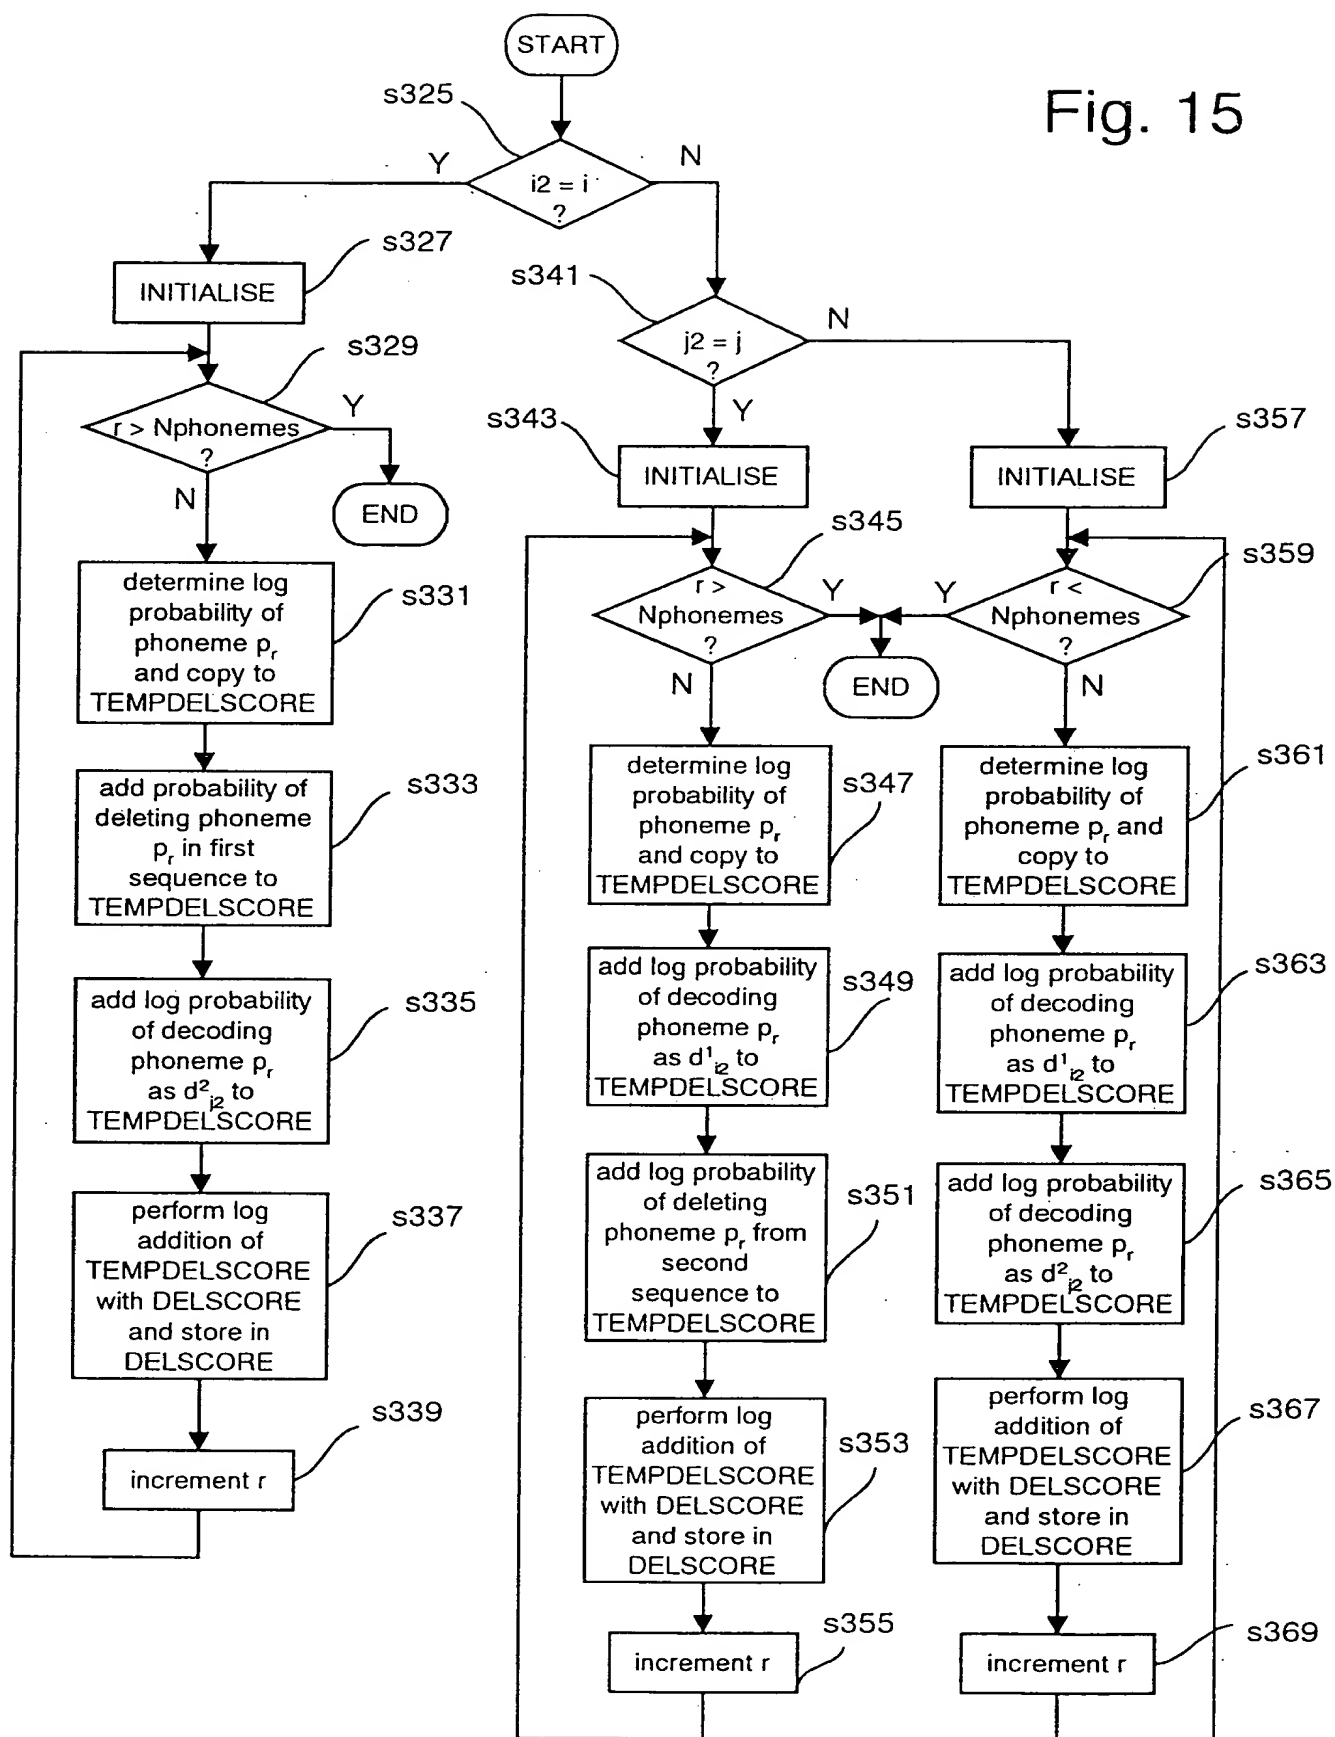 START
Fig. 15
s325
Y
N
i2 = i
?
s327
INITIALISE
s341
j2 = j
?
N
Y
s329
r > Nphonemes
?
Y
N
END
s343
INITIALISE
s357
INITIALISE
s345
r >
Nphonemes
?
Y
N
s359
r <
Nphonemes
?
Y
N
END
s331
determine log
probability of
phoneme p_r
and copy to
TEMPDELSCORE
s333
add probability of
deleting phoneme
p_r in first
sequence to
TEMPDELSCORE
s335
add log probability
of decoding
phoneme p_r
as d²_j2 to
TEMPDELSCORE
s337
perform log
addition of
TEMPDELSCORE
with DELSCORE
and store in
DELSCORE
s339
increment r
s347
determine log
probability of
phoneme p_r
and copy to
TEMPDELSCORE
s349
add log probability
of decoding
phoneme p_r
as d¹_i2 to
TEMPDELSCORE
s351
add log probability
of deleting
phoneme p_r from
second
sequence to
TEMPDELSCORE
s353
perform log
addition of
TEMPDELSCORE
with DELSCORE
and store in
DELSCORE
s355
increment r
s361
determine log
probability of
phoneme p_r and
copy to
TEMPDELSCORE
s363
add log probability
of decoding
phoneme p_r
as d¹_i2 to
TEMPDELSCORE
s365
add log probability
of decoding
phoneme p_r
as d²_j2 to
TEMPDELSCORE
s367
perform log
addition of
TEMPDELSCORE
with DELSCORE
and store in
DELSCORE
s369
increment r